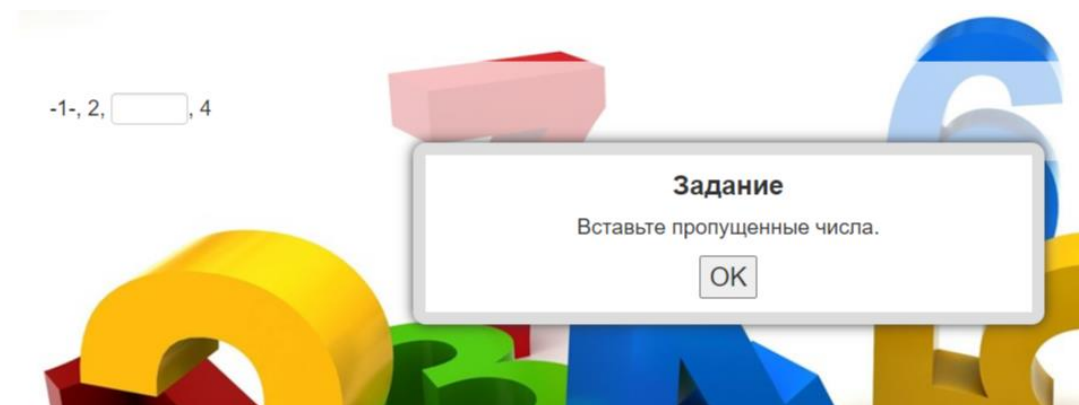 -1-, 2, , 4
Задание
Вставьте пропущенные числа.
OK